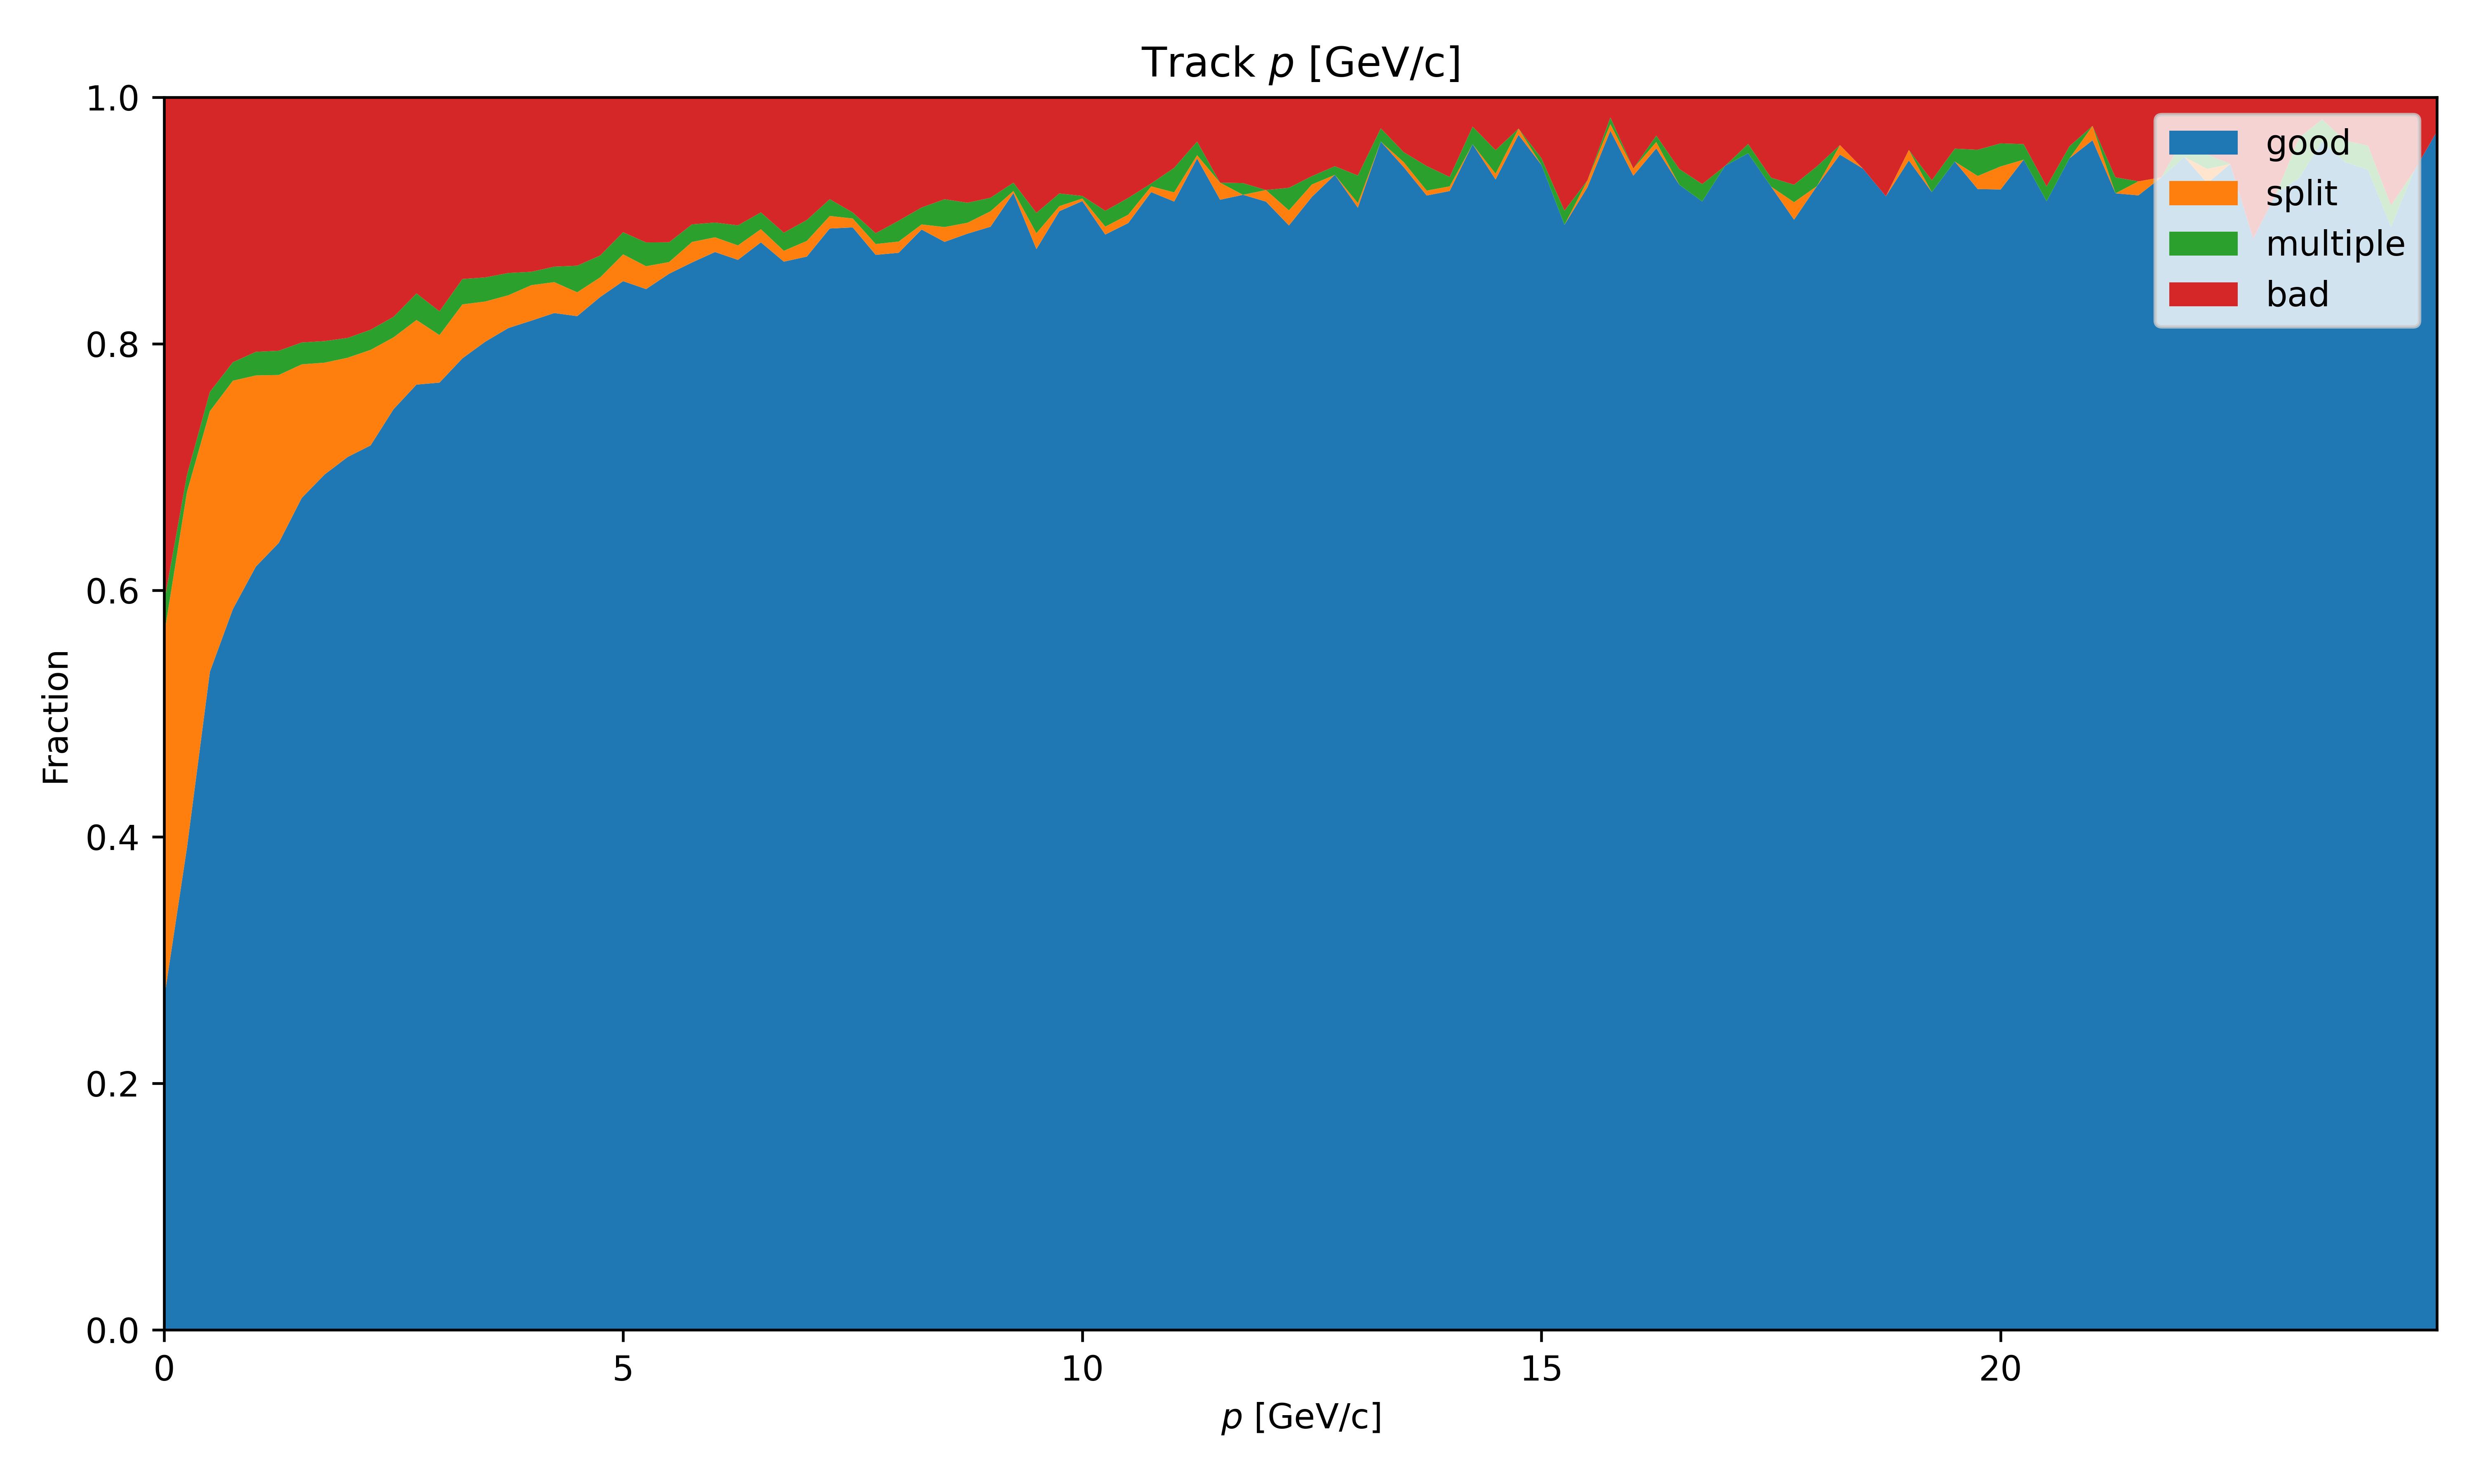 Track p [GeV/c]
1.0
0.8
0.6
0.4
0.2
0.0
Fraction
good
split
multiple
bad
0 5 10 15 20
p [GeV/c]